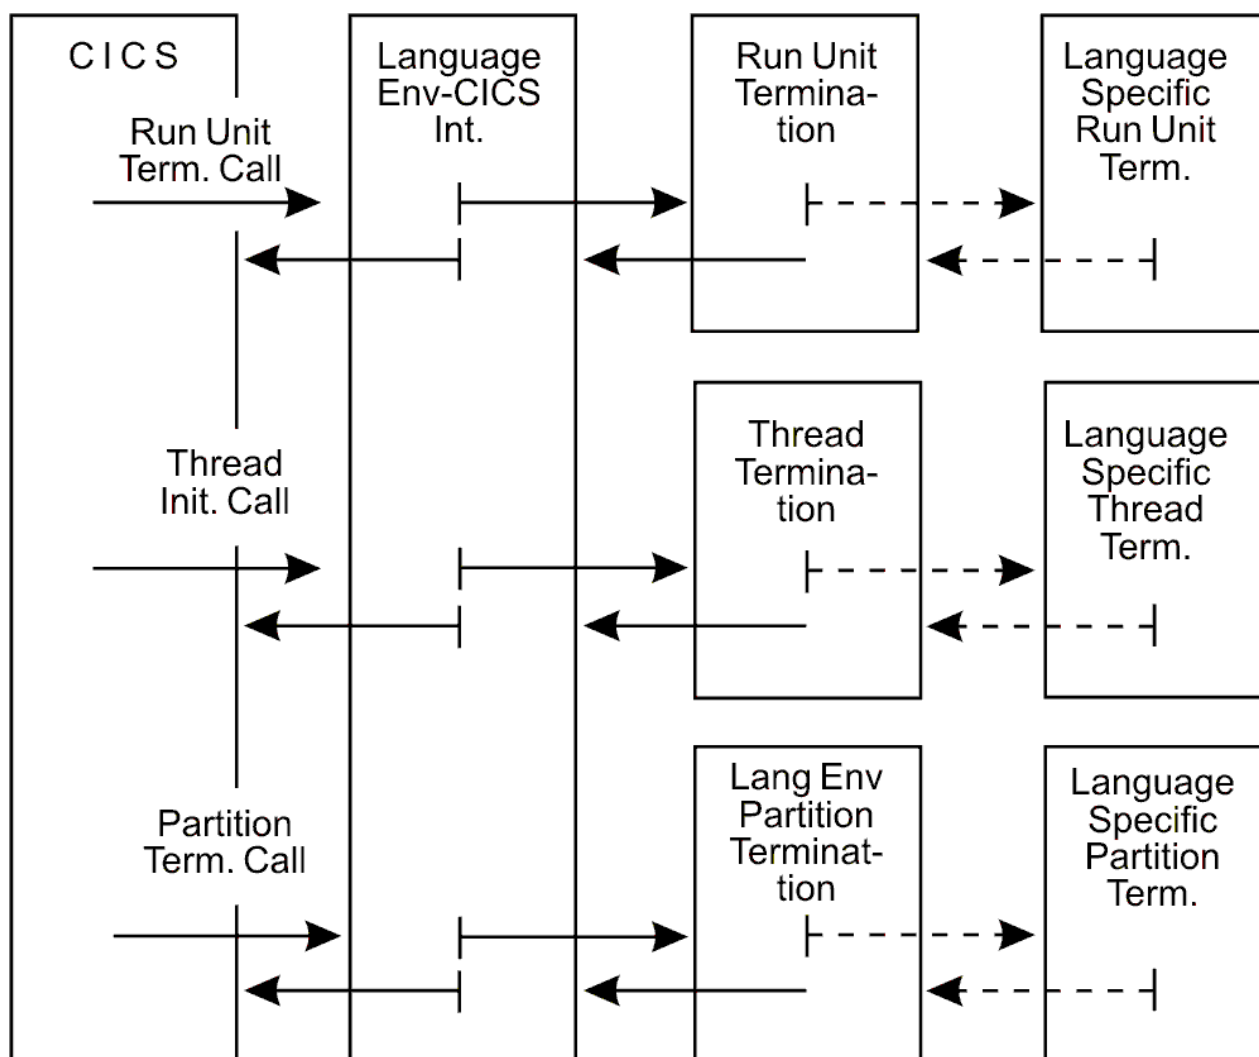 C I C S
Language
Env-CICS
Int.
Run Unit
Termina-
tion
Language
Specific
Run Unit
Term.
Run Unit
Term. Call
Thread
Init. Call
Thread
Termina-
tion
Language
Specific
Thread
Term.
Partition
Term. Call
Lang Env
Partition
Terminat-
tion
Language
Specific
Partition
Term.